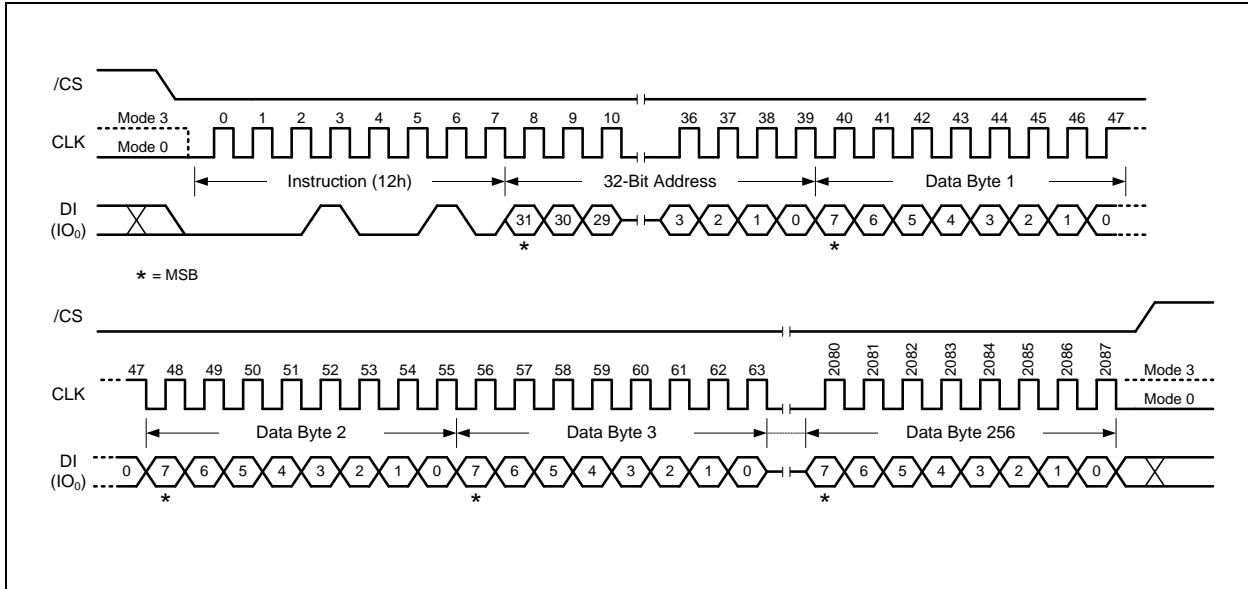 /CS
Mode 3 0 1 2 3 4 5 6 7 8 9 10 36 37 38 39 40 41 42 43 44 45 46 47
CLK
Mode 0
Instruction (12h) 32-Bit Address Data Byte 1
DI
(IO₀)
31 30 29 3 2 1 0 7 6 5 4 3 2 1 0
* *
* = MSB
/CS
47 48 49 50 51 52 53 54 55 56 57 58 59 60 61 62 63 2080 2081 2082 2083 2084 2085 2086 2087 Mode 3
CLK
Mode 0
Data Byte 2 Data Byte 3 Data Byte 256
DI
(IO₀)
0 7 6 5 4 3 2 1 0 7 6 5 4 3 2 1 0 7 6 5 4 3 2 1 0
* * *